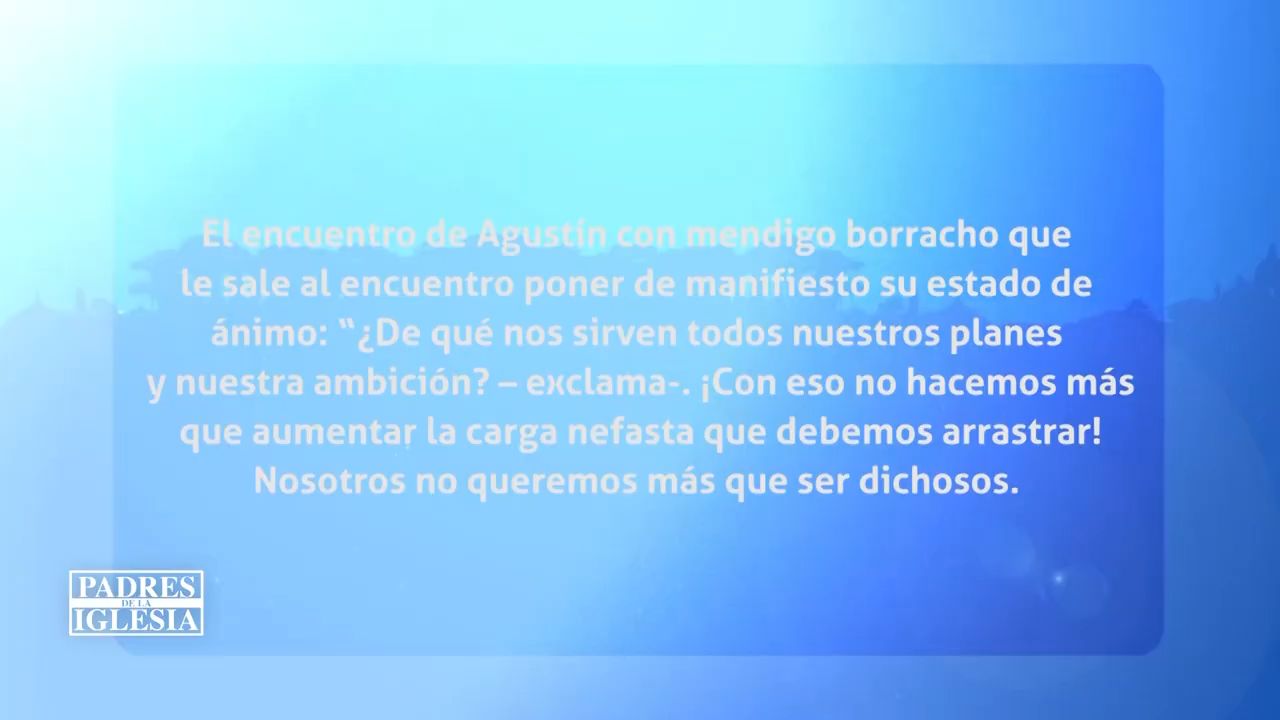 El encuentro de Agustín con mendigo borracho que
le sale al encuentro poner de manifiesto su estado de
ánimo: “¿De qué nos sirven todos nuestros planes
y nuestra ambición? – exclama-. ¡Con eso no hacemos más
que aumentar la carga nefasta que debemos arrastrar!
Nosotros no queremos más que ser dichosos.
PADRES
DE LA
IGLESIA